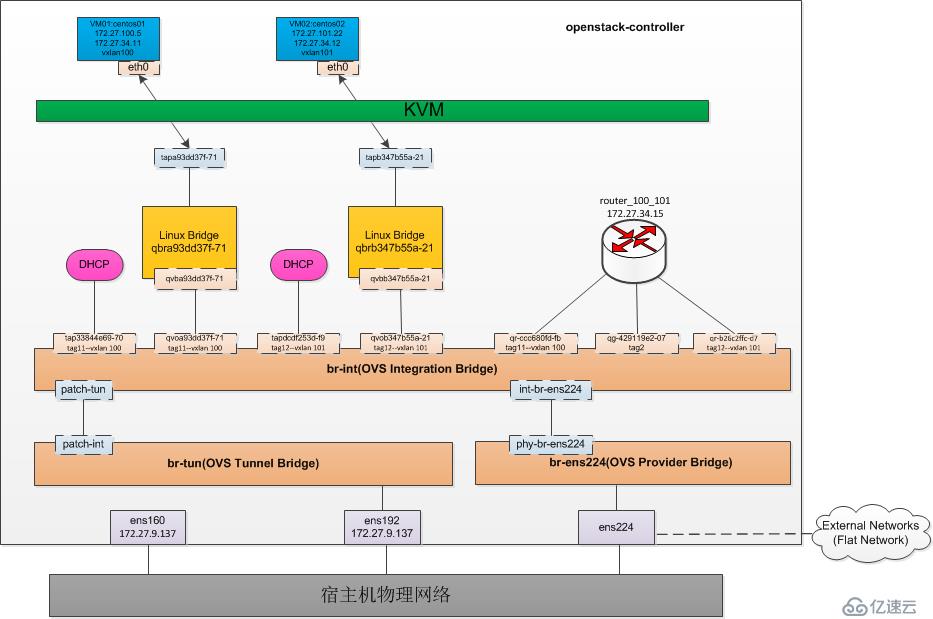 openstack-controller
VM01:centos01
172.27.100.5
172.27.34.11
vxlan100
eth0
VM02:centos02
172.27.101.22
172.27.34.12
vxlan101
eth0
KVM
tapa93dd37f-71
tapb347b55a-21
Linux Bridge
qbra93dd37f-71
qvba93dd37f-71
Linux Bridge
qbrb347b55a-21
qvbb347b55a-21
router_100_101
172.27.34.15
DHCP
DHCP
tap33844e69-70
tag11--vxlan 100
qvoa93dd37f-71
tag11--vxlan 100
tapdcdf253d-f9
tag12--vxlan 101
qvob347b55a-21
tag12--vxlan 101
qr-ccc680fd-fb
tag11--vxlan 100
qg-429119e2-07
tag2
qr-b26c2ffc-d7
tag12--vxlan 101
br-int(OVS Integration Bridge)
patch-tun
int-br-ens224
patch-int
phy-br-ens224
br-tun(OVS Tunnel Bridge)
br-ens224(OVS Provider Bridge)
ens160
172.27.9.137
ens192
172.27.9.137
ens224
External Networks
(Flat Network)
宿主机物理网络
亿速云